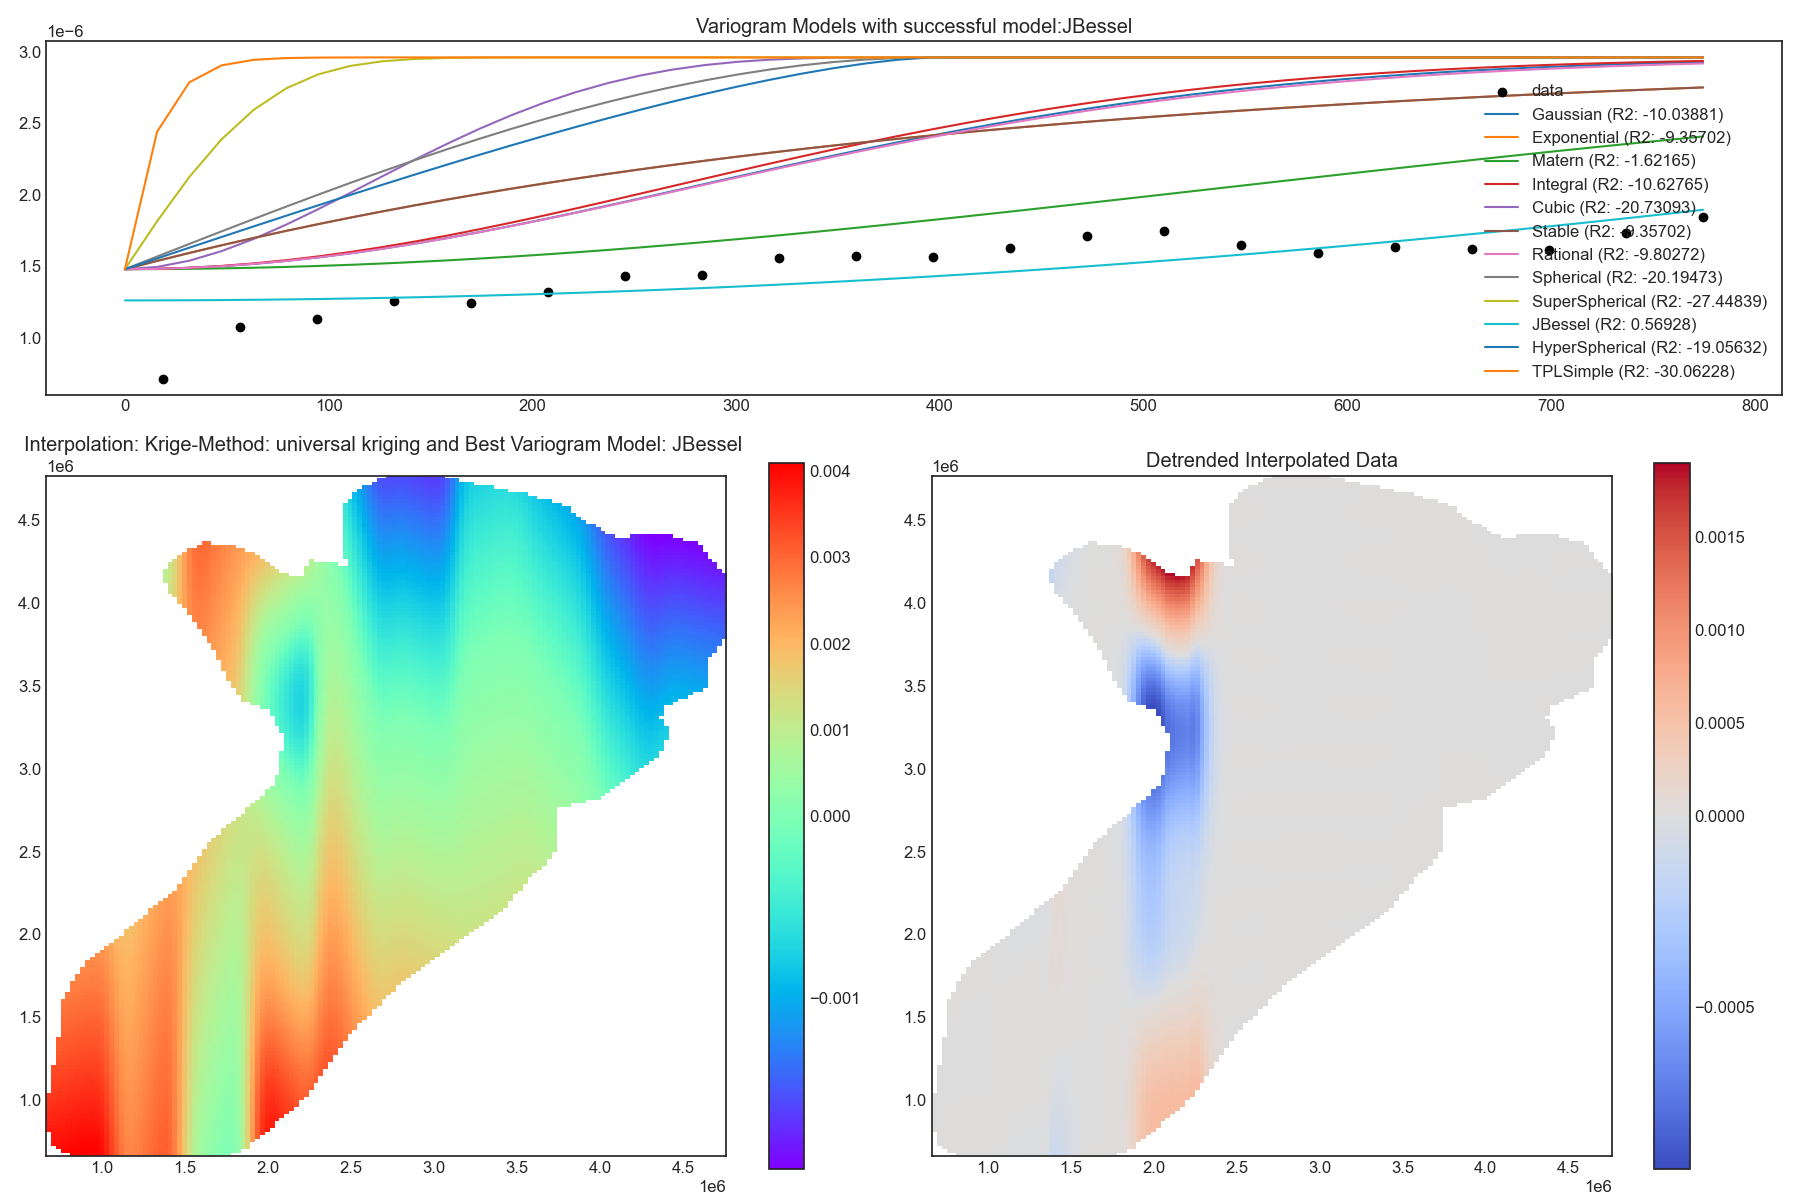 Variogram Models with successful model:JBessel
1e−6
3.0
2.5
2.0
1.5
1.0
data
Gaussian (R2: -10.03881)
Exponential (R2: -9.35702)
Matern (R2: -1.62165)
Integral (R2: -10.62765)
Cubic (R2: -20.73093)
Stable (R2: -9.35702)
Rational (R2: -9.80272)
Spherical (R2: -20.19473)
SuperSpherical (R2: -27.44839)
JBessel (R2: 0.56928)
HyperSpherical (R2: -19.05632)
TPLSimple (R2: -30.06228)
0 100 200 300 400 500 600 700 800
Interpolation: Krige-Method: universal kriging and Best Variogram Model: JBessel
1e6
4.5
4.0
3.5
3.0
2.5
2.0
1.5
1.0
1.0 1.5 2.0 2.5 3.0 3.5 4.0 4.5
1e6
0.004
0.003
0.002
0.001
0.000
−0.001
Detrended Interpolated Data
1e6
4.5
4.0
3.5
3.0
2.5
2.0
1.5
1.0
1.0 1.5 2.0 2.5 3.0 3.5 4.0 4.5
1e6
0.0015
0.0010
0.0005
0.0000
−0.0005